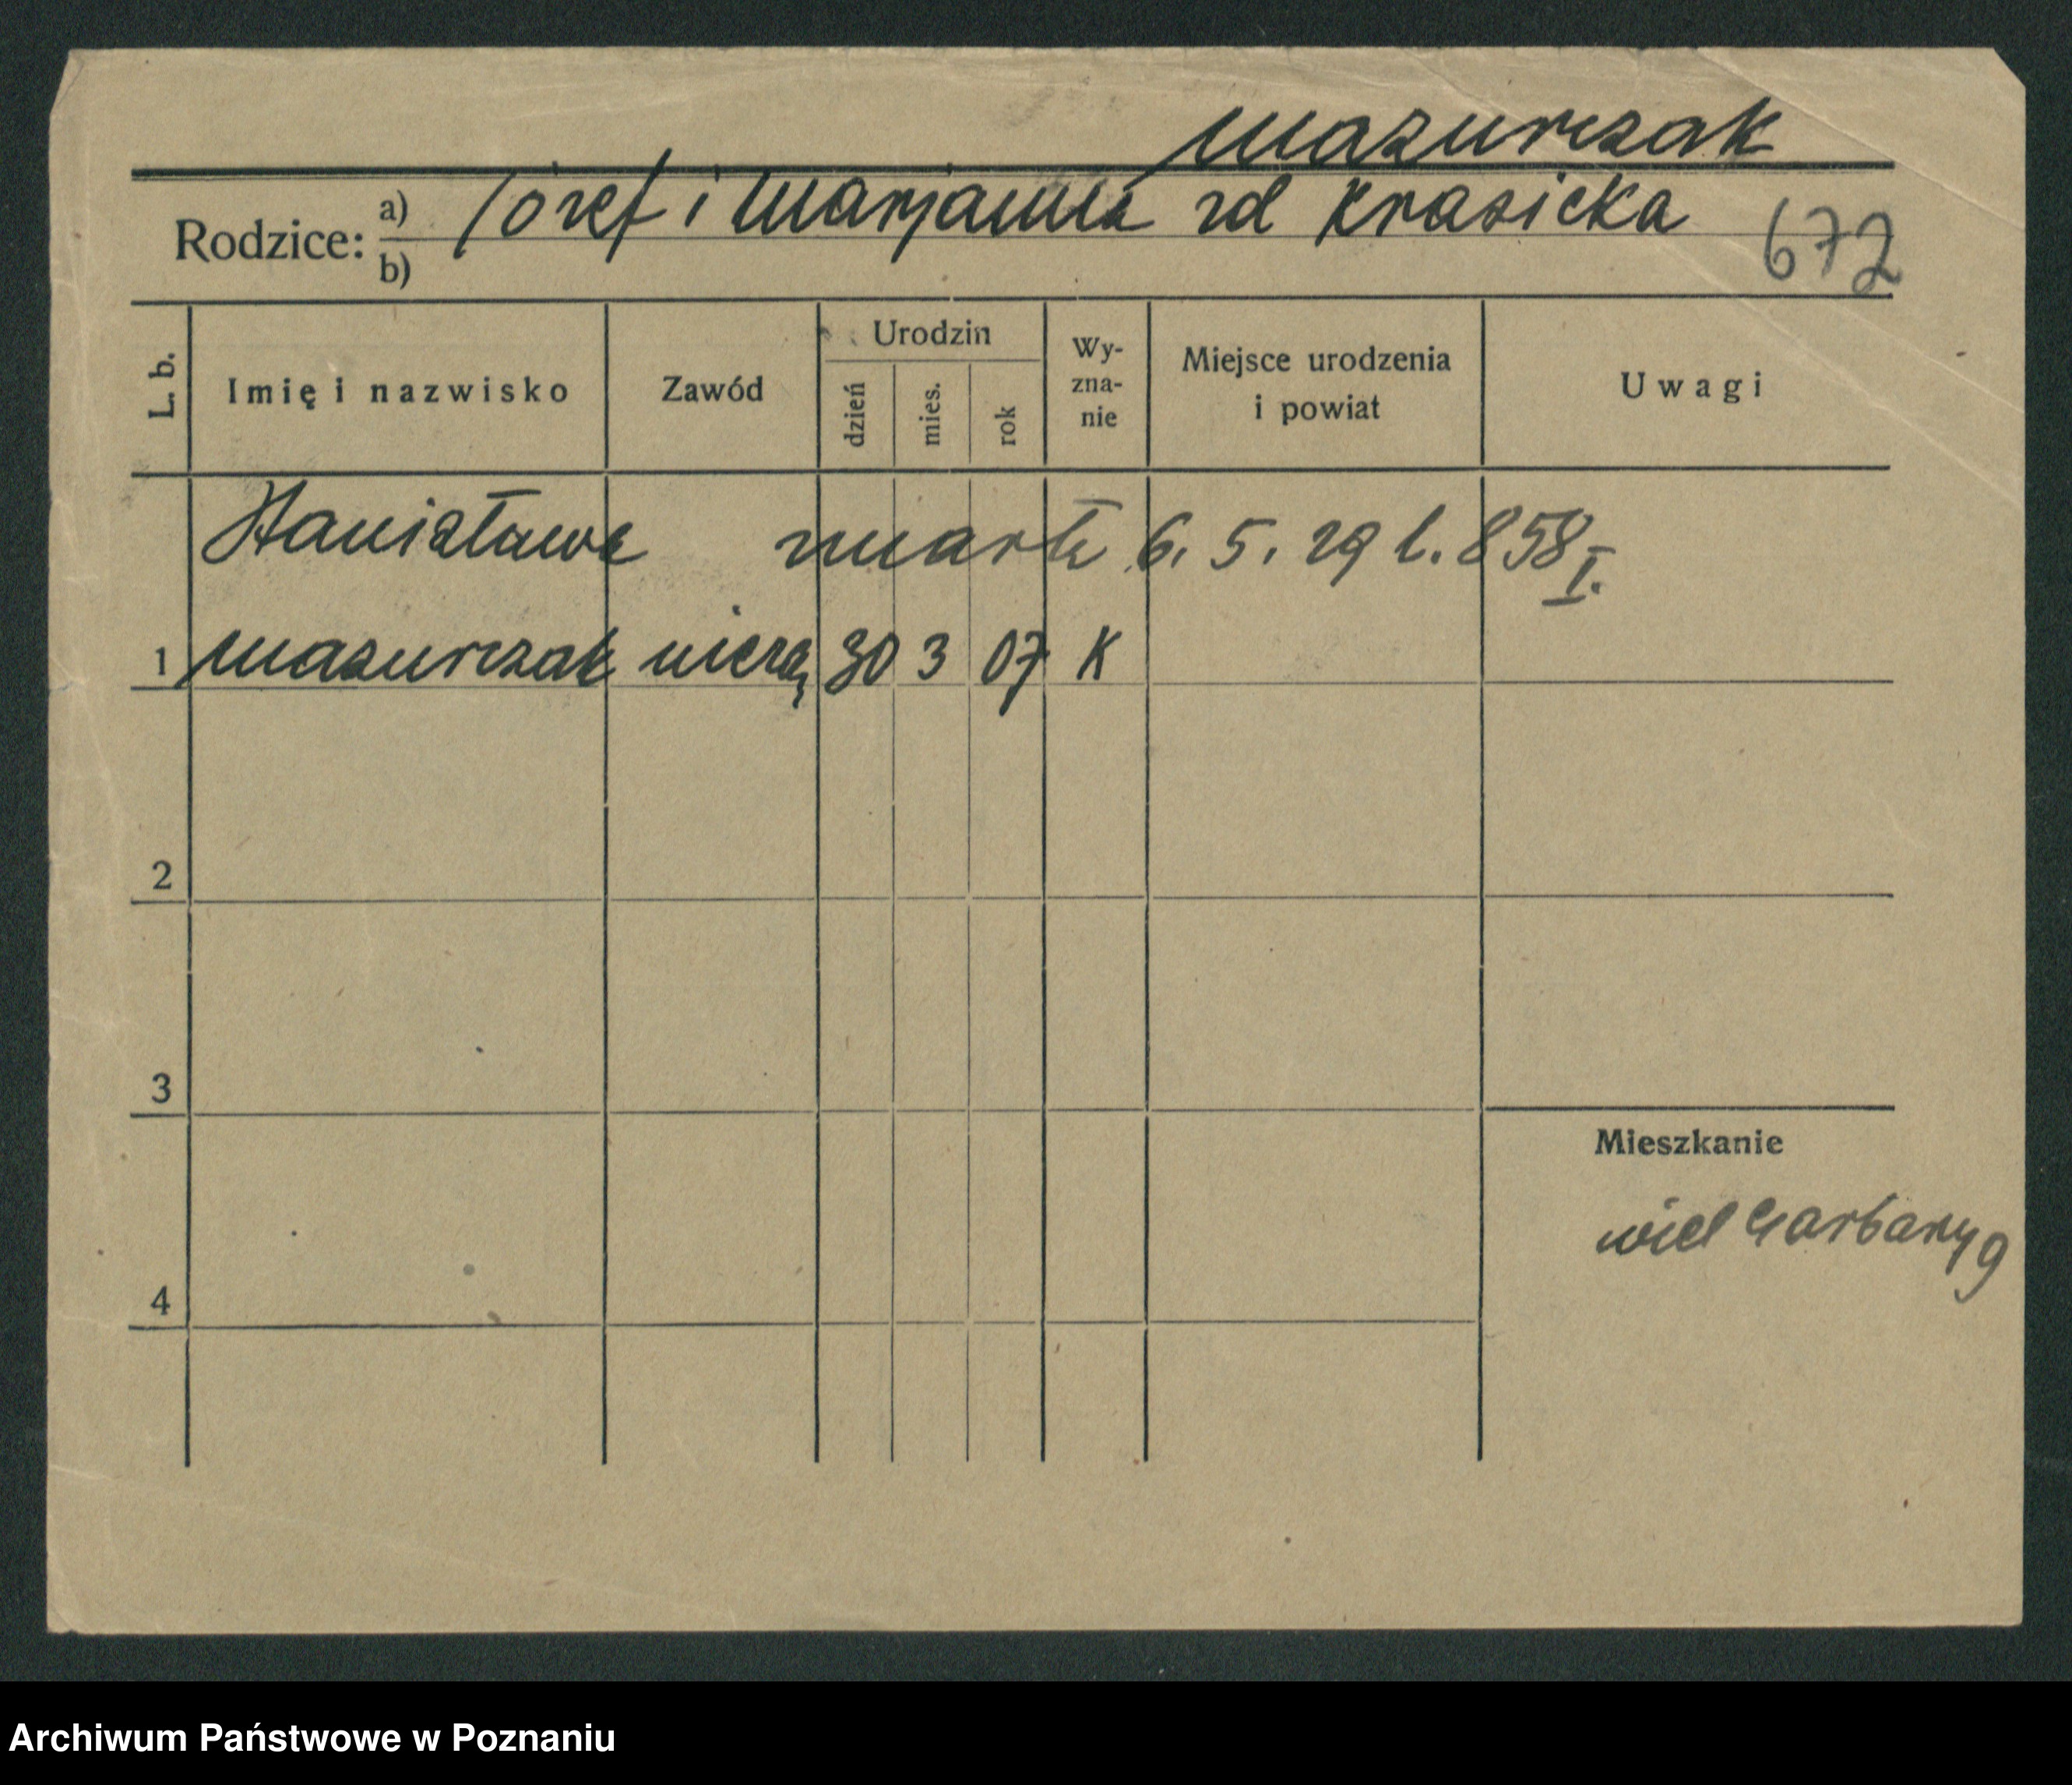 Mazurczak
Rodzice: a) Józef i Marjanna zd Krasicka
b)
672
L. b. Imię i nazwisko Zawód Urodzin dzień mies. rok Wy-zna-nie Miejsce urodzenia i powiat Uwagi
Stanisława zmarła 6. 5. 29 l. 858 I.
1 Mazurczak 30 3 07 K
2
3
Mieszkanie
wiel Garbary 9
4
Archiwum Państwowe w Poznaniu